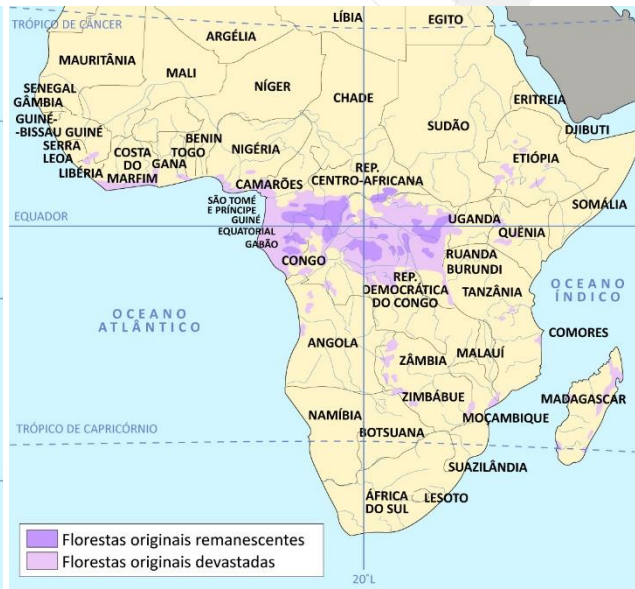 TRÓPICO DE CÂNCER
LÍBIA
EGITO
ARGÉLIA
MAURITÂNIA
MALI
NÍGER
CHADE
SUDÃO
ERITREIA
DJIBUTI
SENEGAL
GÂMBIA
GUINÉ-
-BISSAU GUINÉ
SERRA
LEOA
LIBÉRIA
COSTA
DO
MARFIM
GANA
TOGO
BENIN
NIGÉRIA
CAMARÕES
REP.
CENTRO-AFRICANA
ETIÓPIA
SOMÁLIA
SÃO TOMÉ
E PRÍNCIPE
GUINÉ
EQUATORIAL
GABÃO
EQUADOR
CONGO
UGANDA
QUÊNIA
RUANDA
BURUNDI
REP.
DEMOCRÁTICA
DO CONGO
TANZÂNIA
OCEANO
ÍNDICO
OCEANO
ATLÂNTICO
COMORES
ANGOLA
ZÂMBIA
MALAUÍ
ZIMBÁBUE
MOÇAMBIQUE
MADAGASCAR
NAMÍBIA
BOTSUANA
TRÓPICO DE CAPRICÓRNIO
SUAZILÂNDIA
ÁFRICA
DO SUL
LESOTO
Florestas originais remanescentes
Florestas originais devastadas
20°L